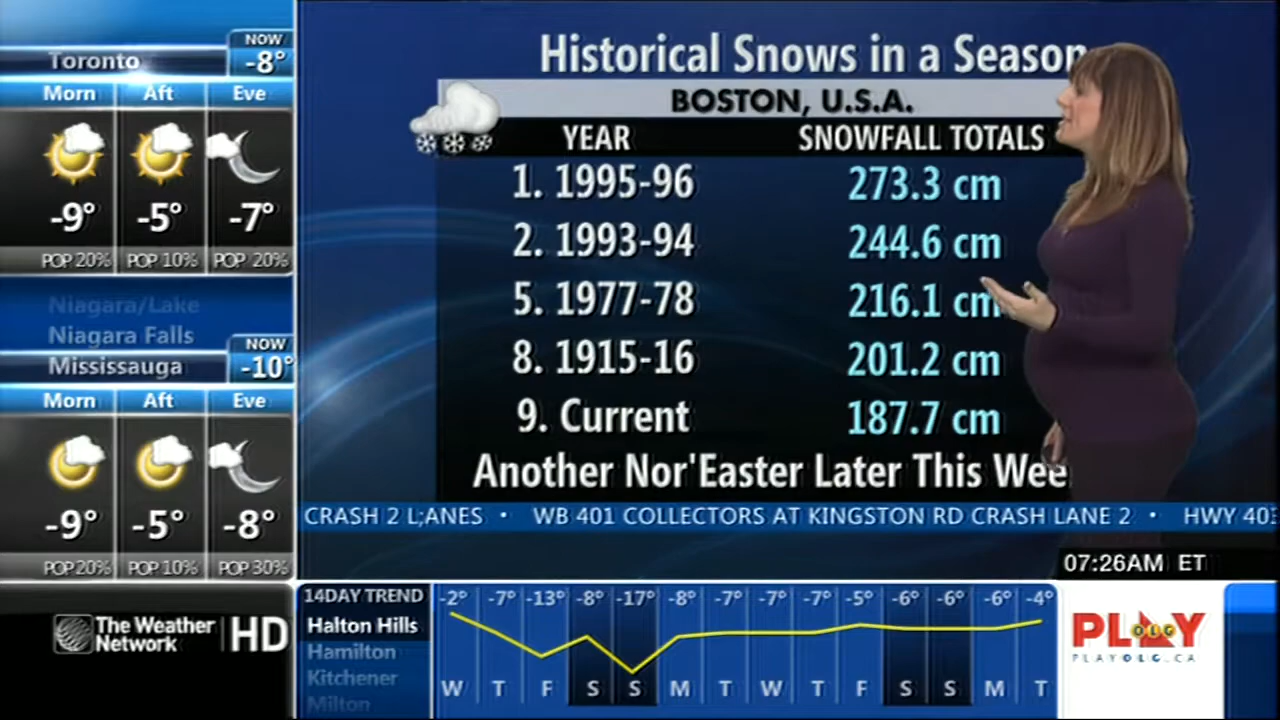 Toronto
NOW
-8°
Morn Aft Eve
-9° -5° -7°
POP 20% POP 10% POP 20%
Niagara/Lake
Niagara Falls
Mississauga
NOW
-10°
Morn Aft Eve
-9° -5° -8°
POP 20% POP 10% POP 30%
The Weather
Network
HD
Historical Snows in a Season
BOSTON, U.S.A.
YEAR SNOWFALL TOTALS
1. 1995-96 273.3 cm
2. 1993-94 244.6 cm
5. 1977-78 216.1 cm
8. 1915-16 201.2 cm
9. Current 187.7 cm
Another Nor'Easter Later This Wee
CRASH 2 L;ANES • WB 401 COLLECTORS AT KINGSTON RD CRASH LANE 2 • HWY 403
07:26AM ET
14DAY TREND -2° -7° -13° -8° -17° -8° -7° -7° -7° -5° -6° -6° -6° -4°
Halton Hills
Hamilton
Kitchener
Milton
W T F S S M T W T F S S M T
PLAY
OLG
PLAYOLG.CA